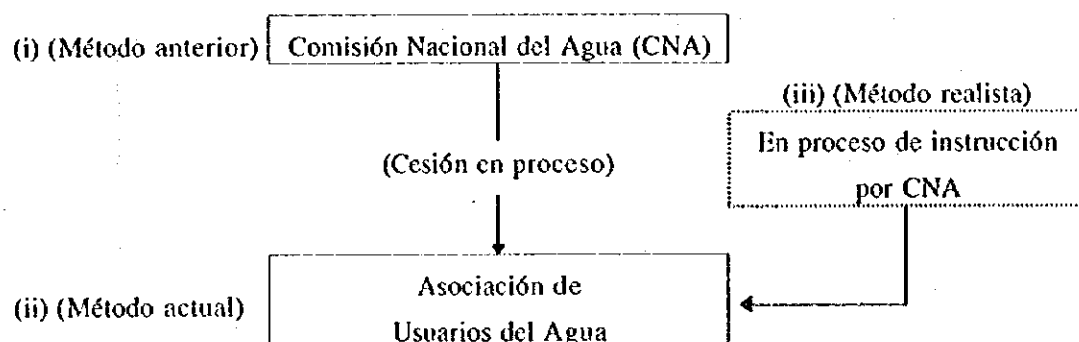 (i) (Método anterior) Comisión Nacional del Agua (CNA)
(iii) (Método realista)
En proceso de instrucción
por CNA
(Cesión en proceso)
(ii) (Método actual)
Asociación de
Usuarios del Agua